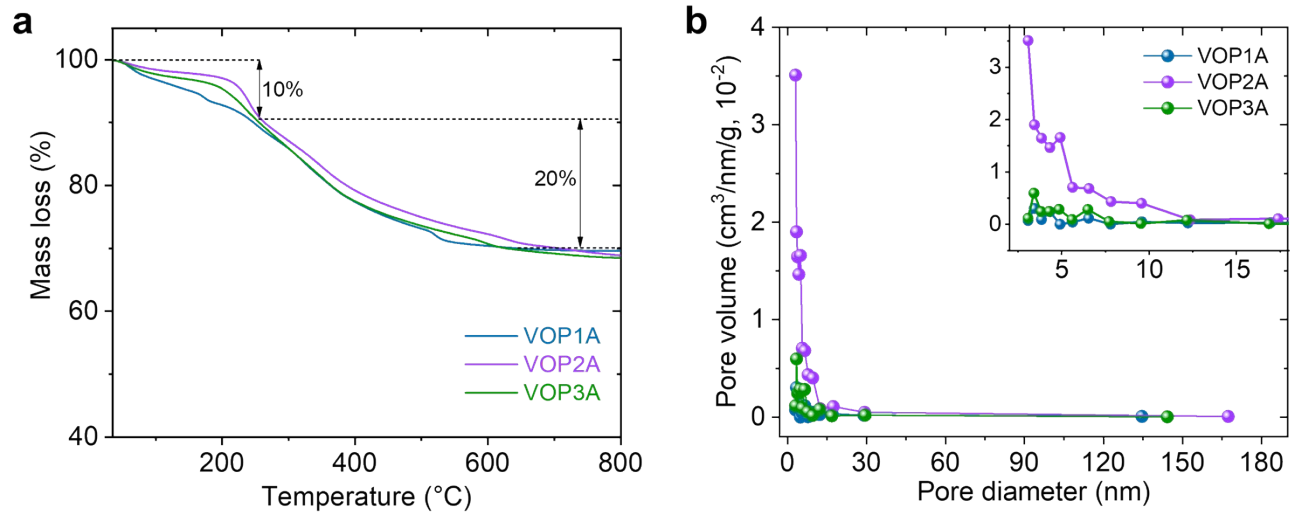 a
100
80
60
40
Mass loss (%)
10%
20%
VOP1A
VOP2A
VOP3A
200
400
600
800
Temperature (°C)
b
4
3
2
1
0
Pore volume (cm³/nm/g, 10⁻²)
3
2
1
0
VOP1A
VOP2A
VOP3A
5
10
15
0
30
60
90
120
150
180
Pore diameter (nm)